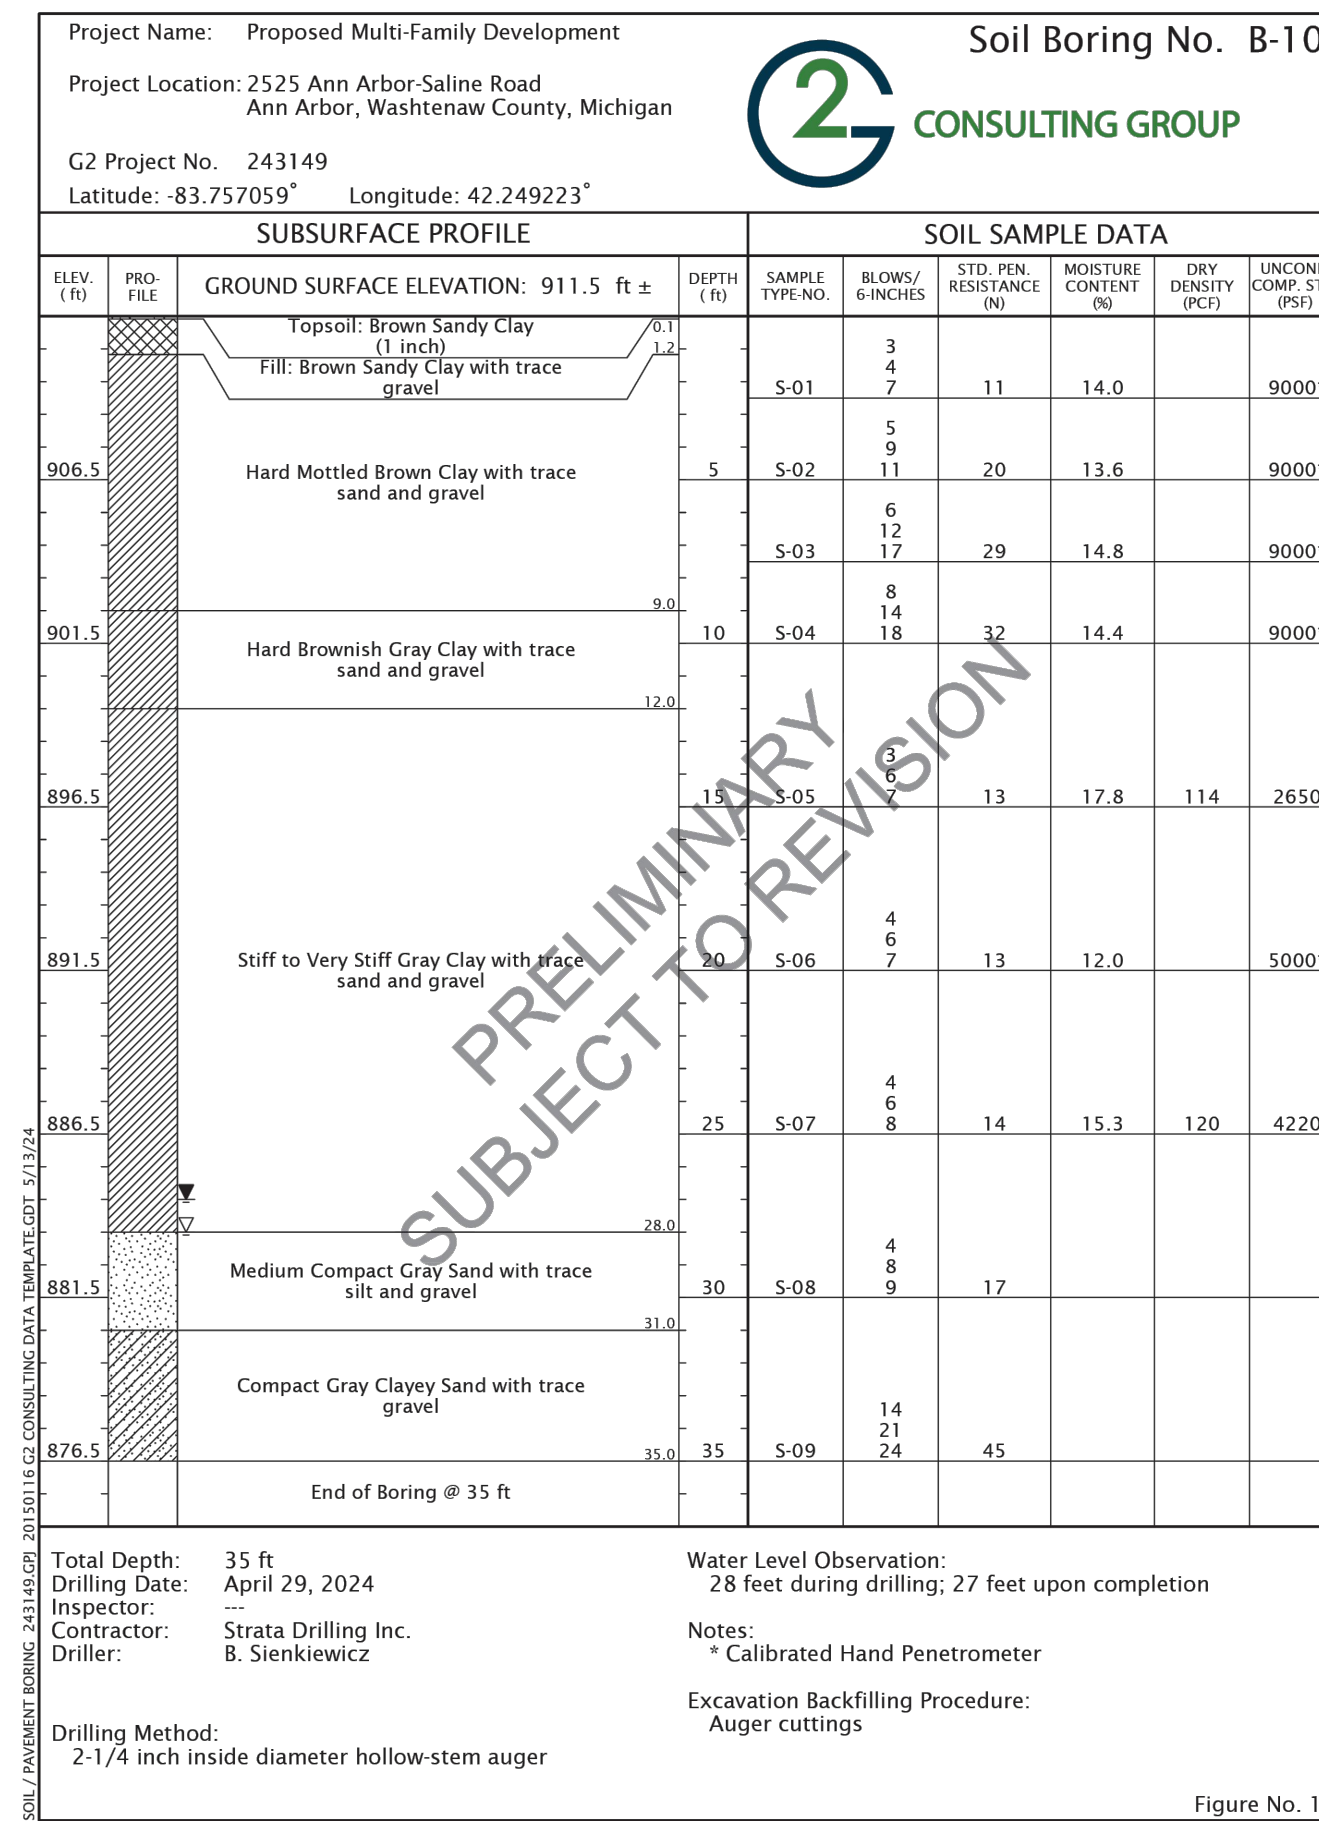 Project Name: Proposed Multi-Family Development
Project Location: 2525 Ann Arbor-Saline Road
Ann Arbor, Washtenaw County, Michigan
G2 Project No. 243149
Latitude: -83.757059° Longitude: 42.249223°
G2 CONSULTING GROUP
Soil Boring No. B-10
SUBSURFACE PROFILE
SOIL SAMPLE DATA
ELEV. ( ft)
PRO-FILE
GROUND SURFACE ELEVATION: 911.5 ft ±
DEPTH ( ft)
SAMPLE TYPE-NO.
BLOWS/ 6-INCHES
STD. PEN. RESISTANCE (N)
MOISTURE CONTENT (%)
DRY DENSITY (PCF)
COMP. (PSF)
Topsoil: Brown Sandy Clay
(1 inch)
0.1
1.2
Fill: Brown Sandy Clay with trace
gravel
3
4
S-01 7 11 14.0 9000
5
9
906.5 5 S-02 11 20 13.6 9000
Hard Mottled Brown Clay with trace
sand and gravel
6
12
S-03 17 29 14.8 9000
8
9.0
14
901.5 10 S-04 18 32 14.4 9000
Hard Brownish Gray Clay with trace
sand and gravel
12.0
3
6
896.5 15 S-05 7 13 17.8 114 2650
4
6
891.5 20 S-06 7 13 12.0 5000
Stiff to Very Stiff Gray Clay with trace
sand and gravel
4
6
886.5 25 S-07 8 14 15.3 120 4220
28.0
4
8
Medium Compact Gray Sand with trace
silt and gravel
881.5 30 S-08 9 17
31.0
Compact Gray Clayey Sand with trace
gravel
14
21
876.5 35.0 35 S-09 24 45
End of Boring @ 35 ft
PRELIMINARY
SUBJECT TO REVISION
Total Depth: 35 ft
Drilling Date: April 29, 2024
Inspector: ---
Contractor: Strata Drilling Inc.
Driller: B. Sienkiewicz
Drilling Method:
2-1/4 inch inside diameter hollow-stem auger
Water Level Observation:
28 feet during drilling; 27 feet upon completion
Notes:
* Calibrated Hand Penetrometer
Excavation Backfilling Procedure:
Auger cuttings
Figure No. 1
SOIL / PAVEMENT BORING 243149.GPJ 20150116 G2 CONSULTING DATA TEMPLATE.GDT 5/13/24